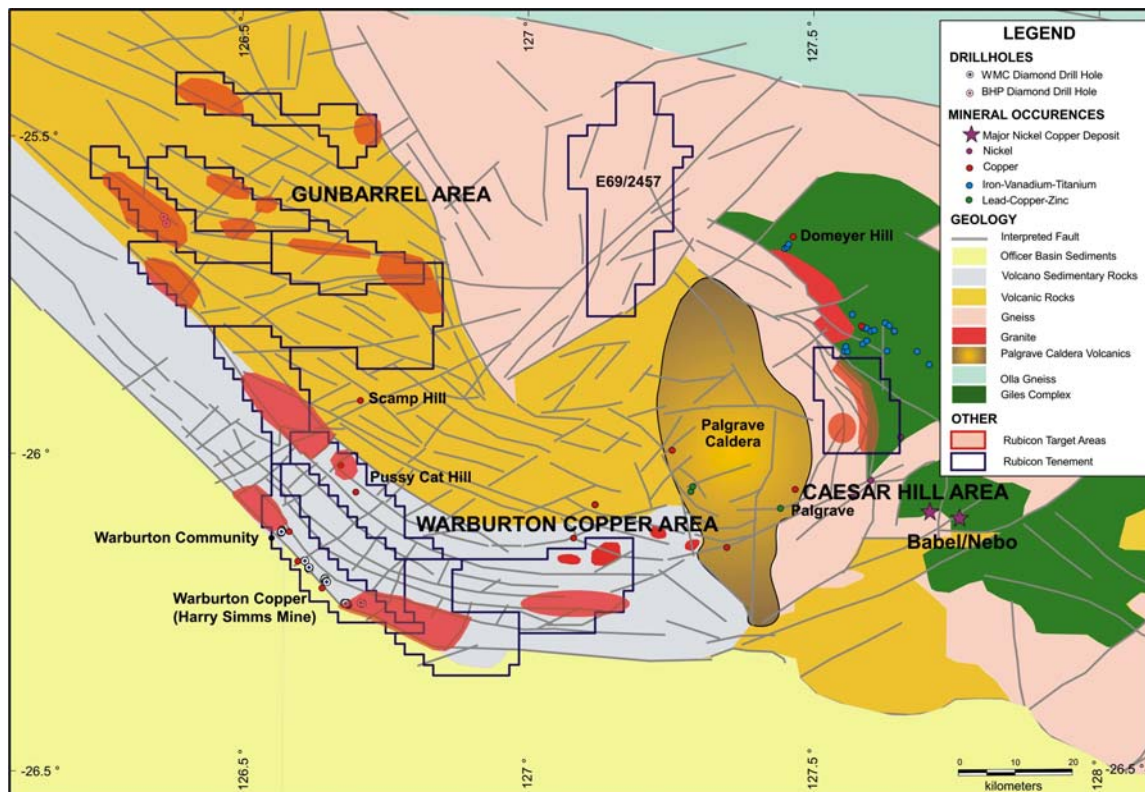 126.5 °
127 °
127.5 °
-25.5 °
-26 °
-26.5 °
GUNBARREL AREA
E69/2457
Domeyer Hill
Scamp Hill
Pussy Cat Hill
Palgrave
Caldera
CAESAR HILL AREA
Palgrave
WARBURTON COPPER AREA
Babel/Nebo
Warburton Community
Warburton Copper
(Harry Simms Mine)
126.5 °
127 °
127.5 °
128 °
-26.5 °
0 10 20
kilometers
LEGEND
DRILLHOLES
WMC Diamond Drill Hole
BHP Diamond Drill Hole
MINERAL OCCURENCES
Major Nickel Copper Deposit
Nickel
Copper
Iron-Vanadium-Titanium
Lead-Copper-Zinc
GEOLOGY
Interpreted Fault
Officer Basin Sediments
Volcano Sedimentary Rocks
Volcanic Rocks
Gneiss
Granite
Palgrave Caldera Volcanics
Olla Gneiss
Giles Complex
OTHER
Rubicon Target Areas
Rubicon Tenement